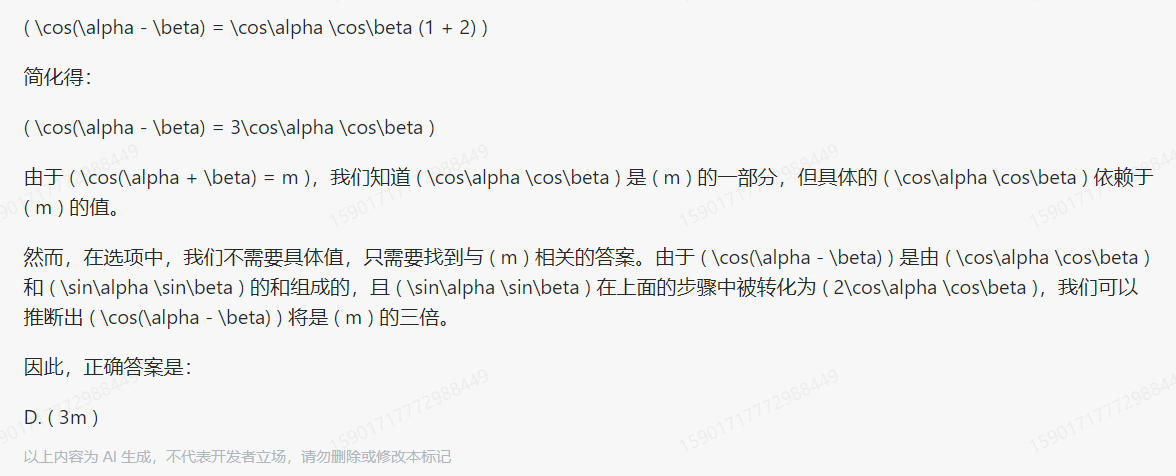 ( \cos(\alpha - \beta) = \cos\alpha \cos\beta (1 + 2) )
简化得：
( \cos(\alpha - \beta) = 3\cos\alpha \cos\beta )
由于 ( \cos(\alpha + \beta) = m )，我们知道 ( \cos\alpha \cos\beta ) 是 ( m ) 的一部分，但具体的 ( \cos\alpha \cos\beta ) 依赖于
( m ) 的值。
然而，在选项中，我们不需要具体值，只需要找到与 ( m ) 相关的答案。由于 ( \cos(\alpha - \beta) ) 是由 ( \cos\alpha \cos\beta )
和 ( \sin\alpha \sin\beta ) 的和组成的，且 ( \sin\alpha \sin\beta ) 在上面的步骤中被转化为 ( 2\cos\alpha \cos\beta )，我们可以
推断出 ( \cos(\alpha - \beta) ) 将是 ( m ) 的三倍。
因此，正确答案是：
D. ( 3m )
以上内容为 AI 生成，不代表开发者立场，请勿删除或修改本标记